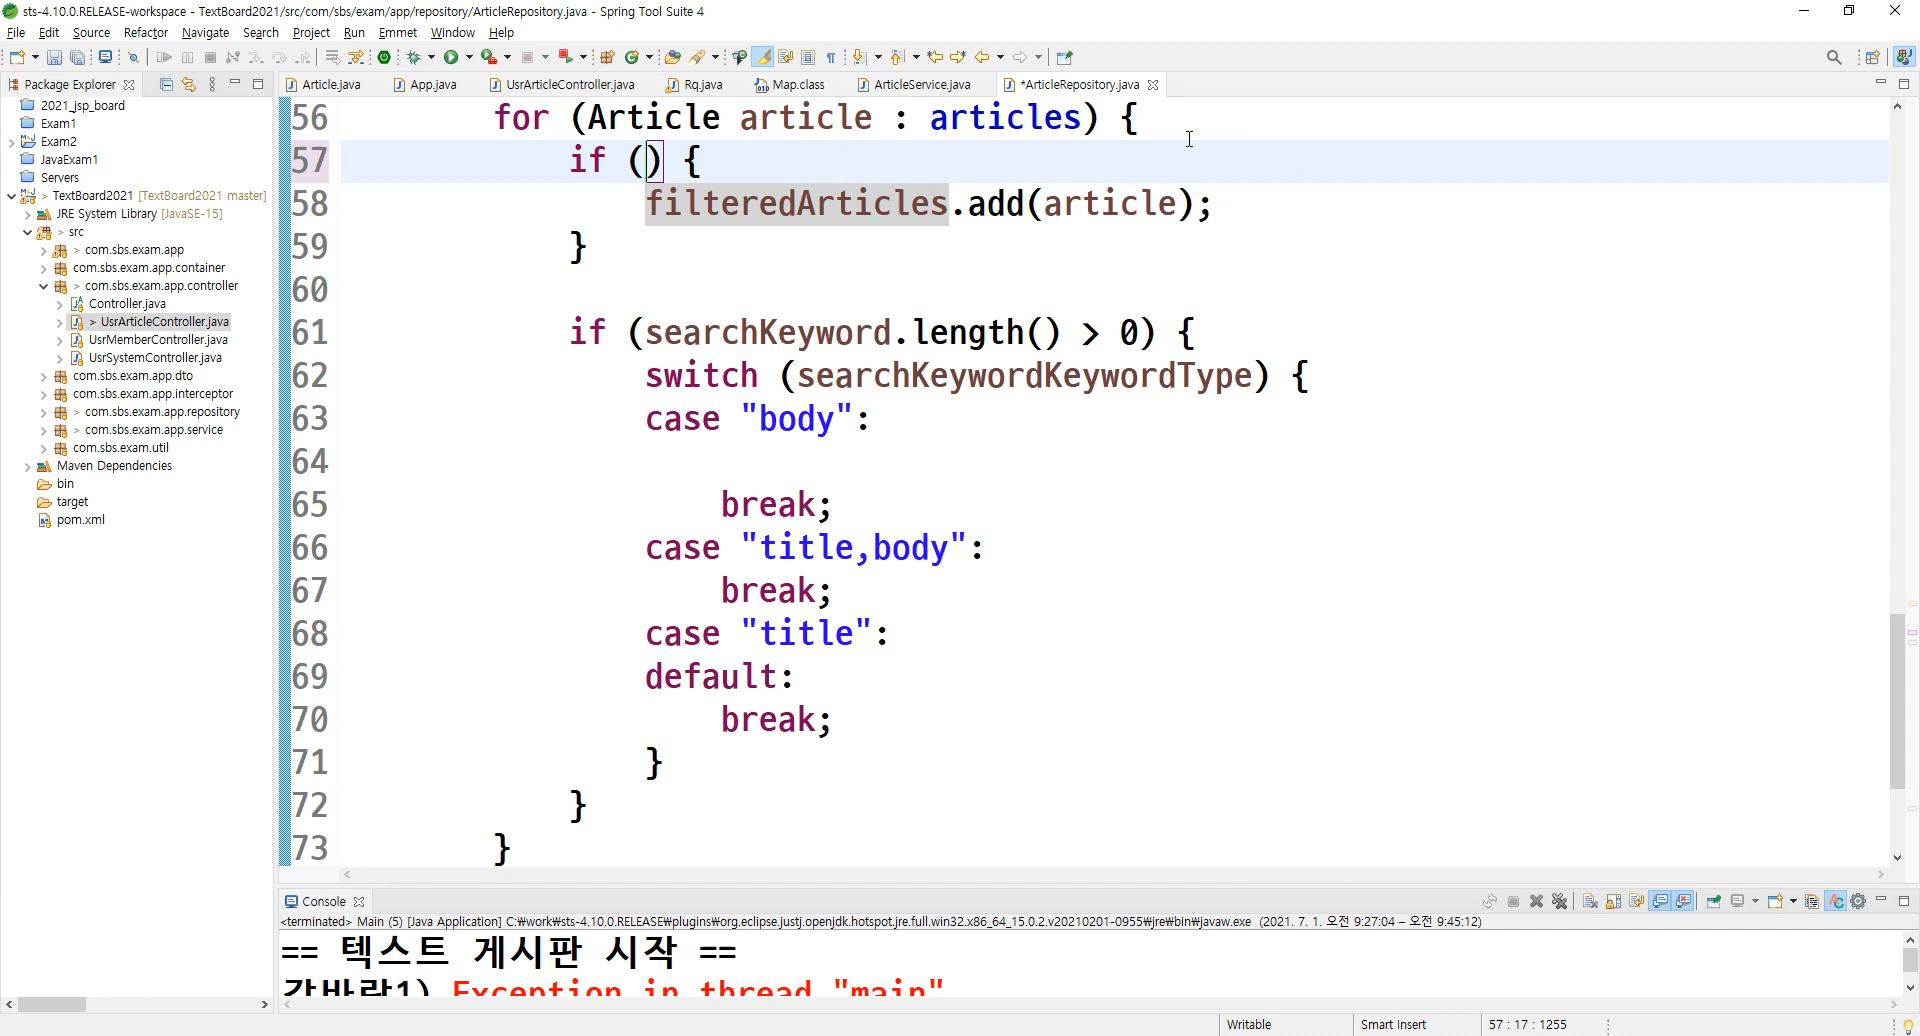 sts-4.10.0.RELEASE-workspace - TextBoard2021/src/com/sbs/exam/app/repository/ArticleRepository.java - Spring Tool Suite 4
File Edit Source Refactor Navigate Search Project Run Emmet Window Help
Package Explorer
Article.java App.java UsrArticleController.java Rq.java Map.class ArticleService.java *ArticleRepository.java
2021_jsp_board
Exam1
Exam2
JavaExam1
Servers
> TextBoard2021 [TextBoard2021 master]
JRE System Library [JavaSE-15]
> src
> com.sbs.exam.app
com.sbs.exam.app.container
> com.sbs.exam.app.controller
Controller.java
> UsrArticleController.java
UsrMemberController.java
UsrSystemController.java
com.sbs.exam.app.dto
com.sbs.exam.app.interceptor
> com.sbs.exam.app.repository
> com.sbs.exam.app.service
com.sbs.exam.util
Maven Dependencies
bin
target
pom.xml
56 for (Article article : articles) {
57 if () {
58 filteredArticles.add(article);
59 }
60
61 if (searchKeyword.length() > 0) {
62 switch (searchKeywordKeywordType) {
63 case "body":
64
65 break;
66 case "title,body":
67 break;
68 case "title":
69 default:
70 break;
71 }
72 }
73 }
Console
<terminated> Main (5) [Java Application] C:₩work₩sts-4.10.0.RELEASE₩plugins₩org.eclipse.justj.openjdk.hotspot.jre.full.win32.x86_64_15.0.2.v20210201-0955₩jre₩bin₩javaw.exe (2021. 7. 1. 오전 9:27:04 – 오전 9:45:12)
== 텍스트 게시판 시작 ==
Exception in thread "main"
Writable Smart Insert 57 : 17 : 1255